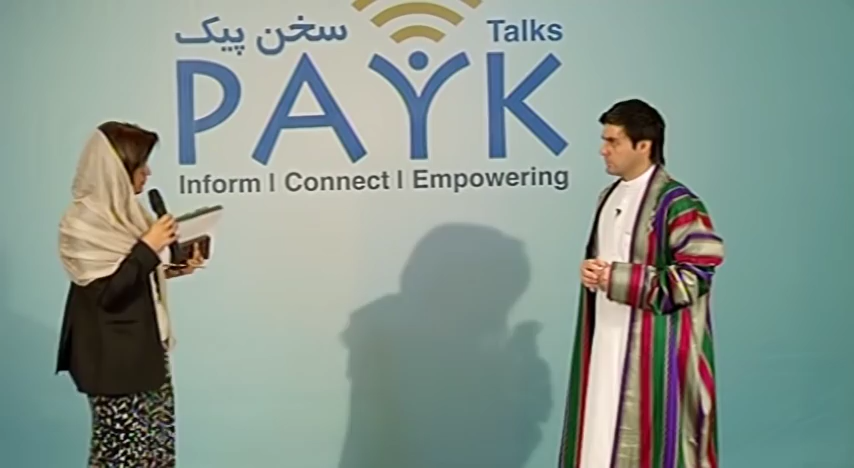 سخن پیک
Talks
PAYK
Inform | Connect | Empowering